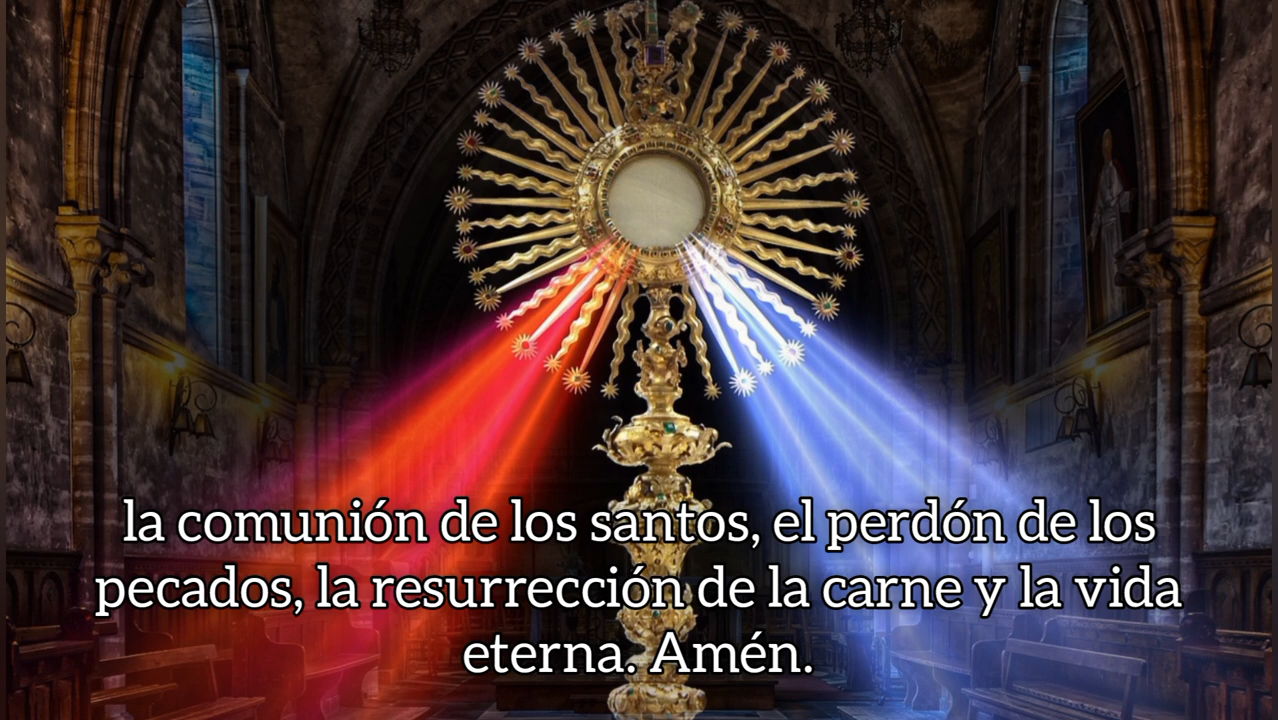 la comunión de los santos, el perdón de los
pecados, la resurrección de la carne y la vida
eterna. Amén.